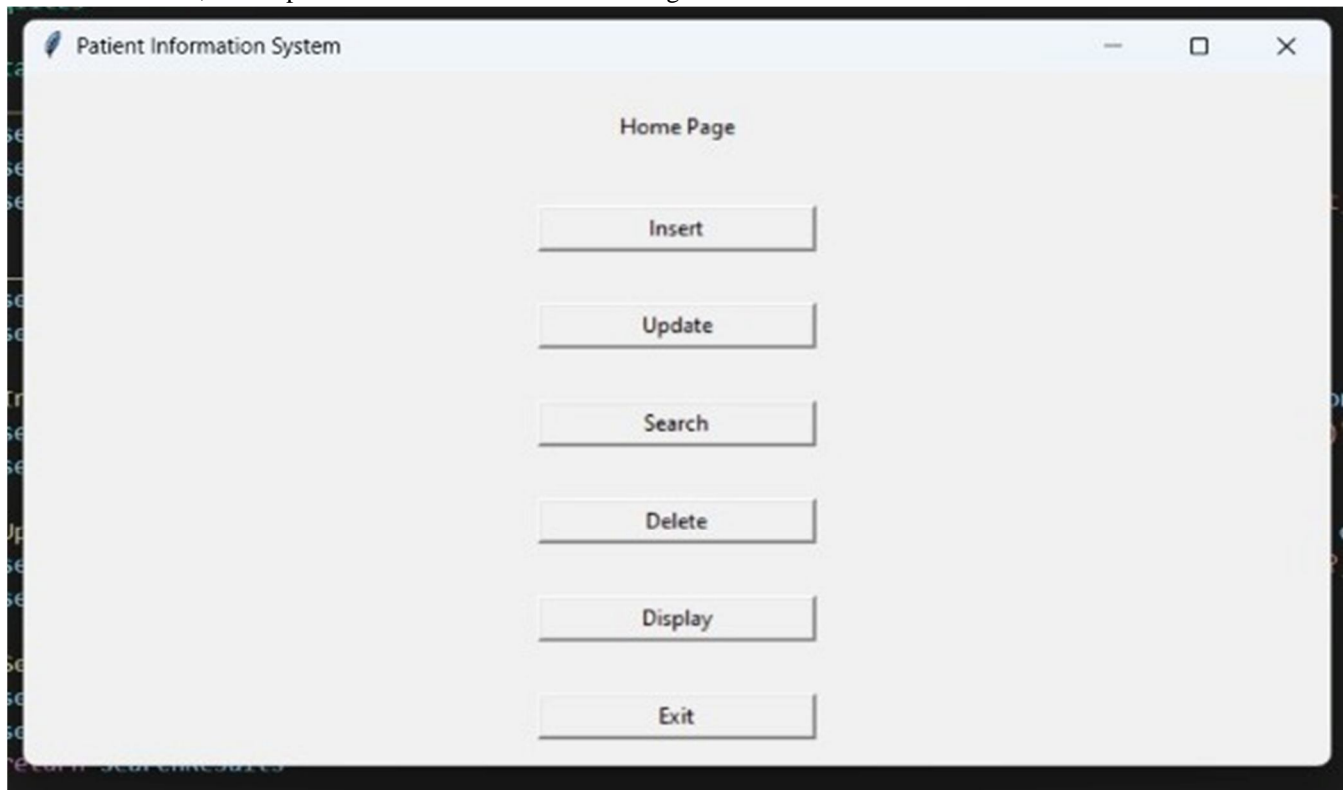 Patient Information System
Home Page
Insert
Update
Search
Delete
Display
Exit